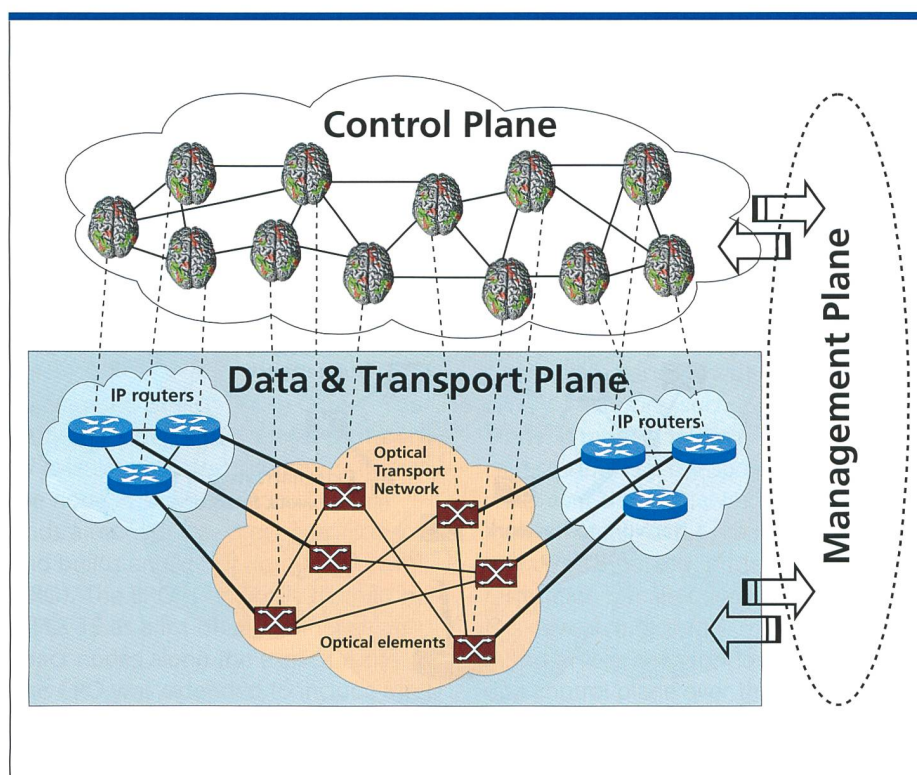 Control Plane
Data & Transport Plane
IP routers
IP routers
Optical
Transport
Network
Optical elements
Management Plane